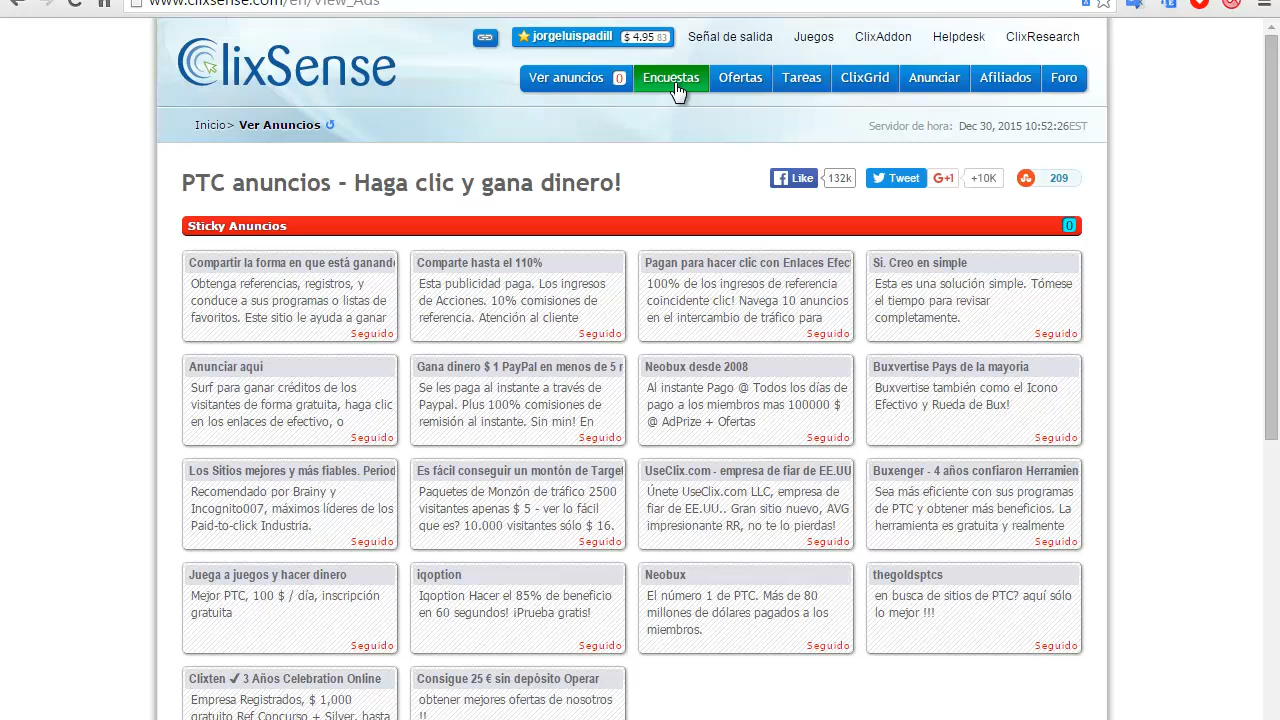 www.clixsense.com/en/View_Ads
ClixSense
jorgeluispadill $ 4.95 83 Señal de salida Juegos ClixAddon Helpdesk ClixResearch
Ver anuncios 0 Encuestas Ofertas Tareas ClixGrid Anunciar Afiliados Foro
Inicio> Ver Anuncios
Servidor de hora: Dec 30, 2015 10:52:26EST
PTC anuncios - Haga clic y gana dinero!
Like 132k Tweet G+1 +10K 209
Sticky Anuncios 0
Compartir la forma en que está ganando
Obtenga referencias, registros, y
conduce a sus programas o listas de
favoritos. Este sitio le ayuda a ganar
Seguido
Comparte hasta el 110%
Esta publicidad paga. Los ingresos
de Acciones. 10% comisiones de
referencia. Atención al cliente
Seguido
Pagan para hacer clic con Enlaces Efec
100% de los ingresos de referencia
coincidente clic! Navega 10 anuncios
en el intercambio de tráfico para
Seguido
Si. Creo en simple
Esta es una solución simple. Tómese
el tiempo para revisar
completamente.
Seguido
Anunciar aqui
Surf para ganar créditos de los
visitantes de forma gratuita, haga clic
en los enlaces de efectivo, o
Seguido
Gana dinero $ 1 PayPal en menos de 5
Se les paga al instante a través de
Paypal. Plus 100% comisiones de
remisión al instante. Sin min! En
Seguido
Neobux desde 2008
Al instante Pago @ Todos los días de
pago a los miembros mas 100000 $
@ AdPrize + Ofertas
Seguido
Buxvertise Pays de la mayoria
Buxvertise también como el Icono
Efectivo y Rueda de Bux!
Seguido
Los Sitios mejores y más fiables. Period
Recomendado por Brainy y
Incognito007, máximos líderes de los
Paid-to-click Industria.
Seguido
Es fácil conseguir un montón de Target
Paquetes de Monzón de tráfico 2500
visitantes apenas $ 5 - ver lo fácil
que es? 10.000 visitantes sólo $ 16.
Seguido
UseClix.com - empresa de fiar de EE.UU
Únete UseClix.com LLC, empresa de
fiar de EE.UU.. Gran sitio nuevo, AVG
impresionante RR, no te lo pierdas!
Seguido
Buxenger - 4 años confiaron Herramien
Sea más eficiente con sus programas
de PTC y obtener más beneficios. La
herramienta es gratuita y realmente
Seguido
Juega a juegos y hacer dinero
Mejor PTC, 100 $ / día, inscripción
gratuita
Seguido
iqoption
Iqoption Hacer el 85% de beneficio
en 60 segundos! ¡Prueba gratis!
Seguido
Neobux
El número 1 de PTC. Más de 80
millones de dólares pagados a los
miembros.
Seguido
thegoldsptcs
en busca de sitios de PTC? aquí sólo
lo mejor !!!
Seguido
Clixten ✔ 3 Años Celebration Online
Empresa Registrados, $ 1,000
gratuito Ref Concurso + Silver, hasta
Consigue 25 € sin depósito Operar
obtener mejores ofertas de nosotros
!!